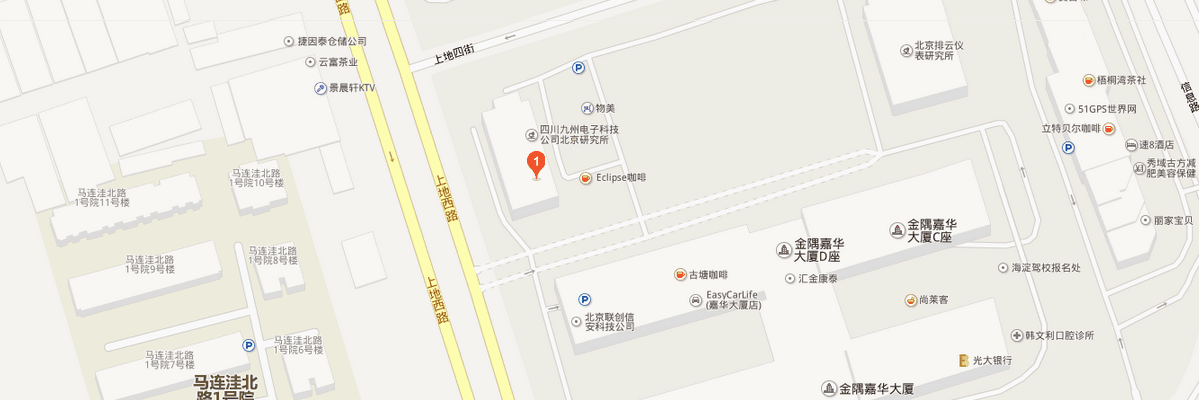 路
捷因泰仓储公司
云富茶业
景晨轩KTV
上地四街
物美
四川九州电子科技
公司北京研究所
1
Eclipse咖啡
北京排云仪
表研究所
梧桐湾茶社
信息路
51GPS世界网
立特贝尔咖啡
速8酒店
秀域古方减
肥美容保健
丽家宝贝
马连洼北路
1号院10号楼
马连洼北路
1号院11号楼
上地西路
马连洼北路
1号院9号楼
马连洼北路
1号院8号楼
上地西路
金隅嘉华
大厦C座
金隅嘉华
大厦D座
汇金康泰
古塘咖啡
EasyCarLife
(嘉华大厦店)
海淀驾校报名处
尚莱客
北京联创信
安科技公司
韩文利口腔诊所
光大银行
马连洼北路
1号院7号楼
马连洼北路
1号院6号楼
马连洼北
路1号院
金隅嘉华大厦
P
P
P
P